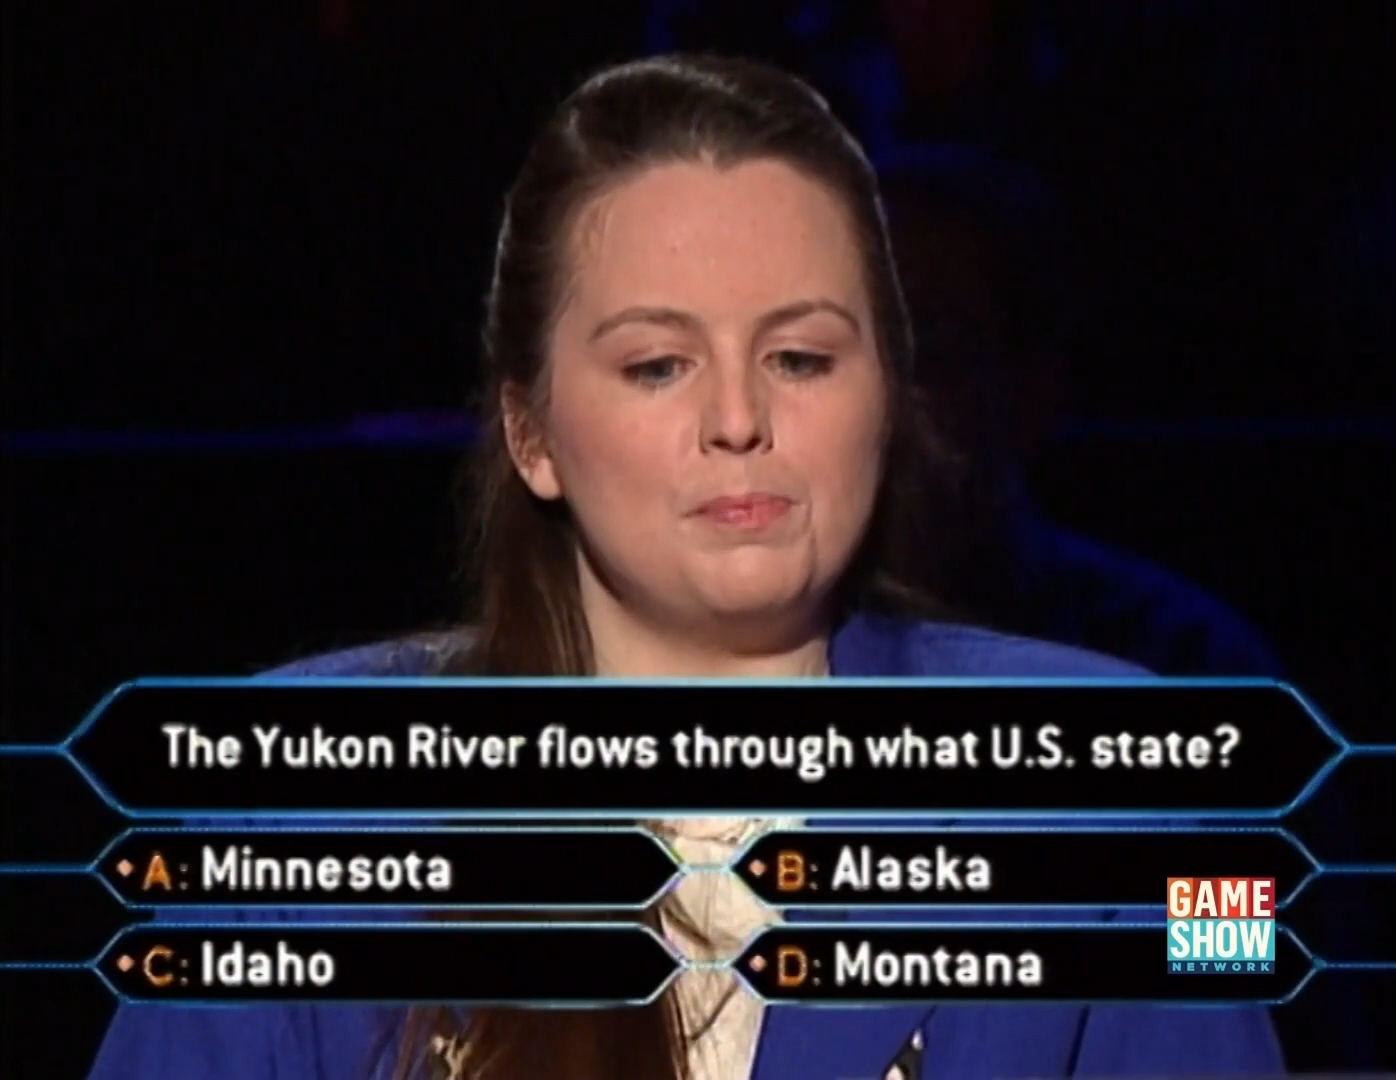 The Yukon River flows through what U.S. state?
A: Minnesota
B: Alaska
C: Idaho
D: Montana
GAME
SHOW
NETWORK